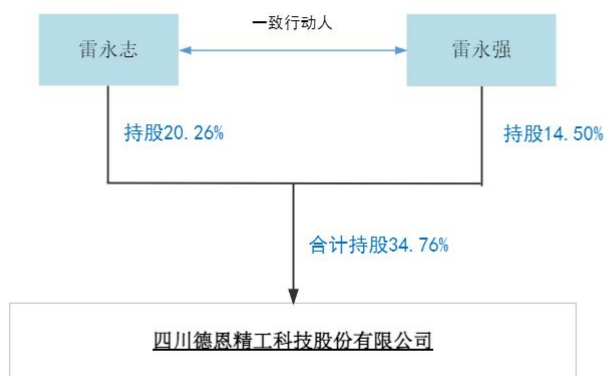 一致行动人
雷永志
雷永强
持股20.26%
持股14.50%
合计持股34.76%
四川德恩精工科技股份有限公司